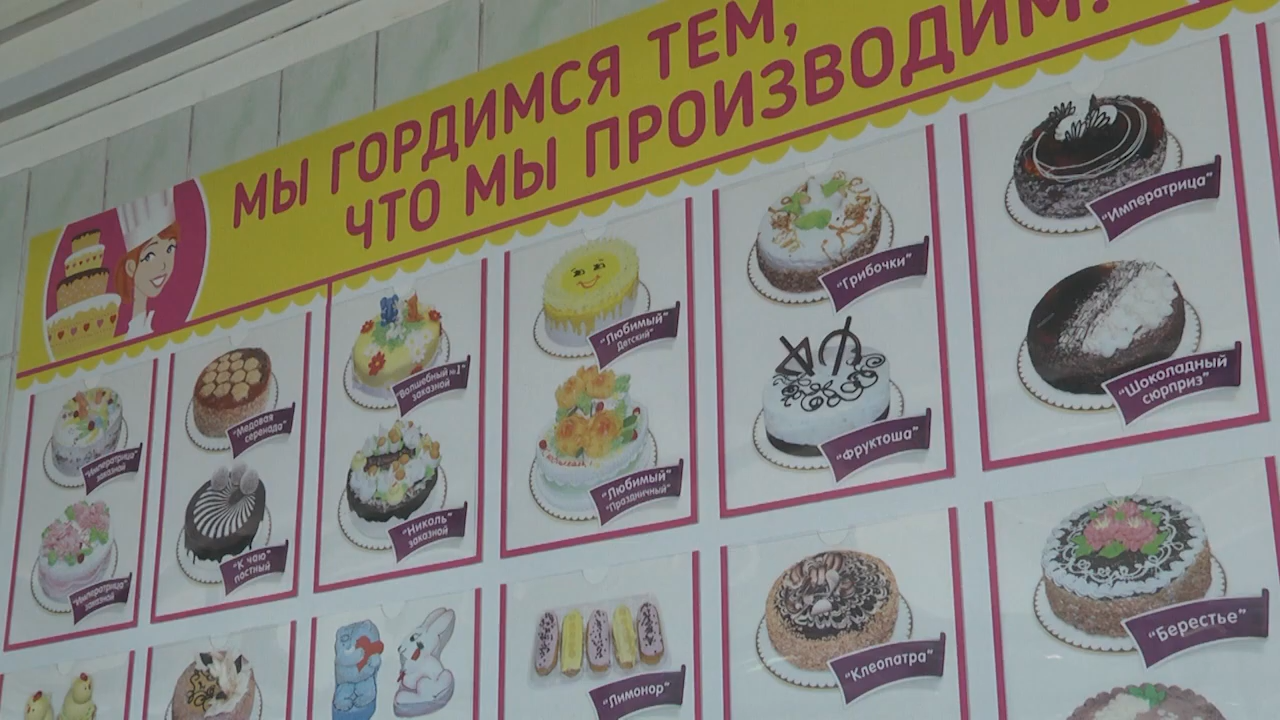 МЫ ГОРДИМСЯ ТЕМ,
ЧТО МЫ ПРОИЗВОДИМ!
"Императрица"
заказной
"Медовая
серенада"
"Волшебный №1"
заказной
"Любимый"
Детский
"Грибочки"
"Императрица"
"Императрица"
заказной
"К чаю"
постный
"Николь"
заказной
"Любимый"
"Праздничный"
"Фруктоша"
"Шоколадный
сюрприз"
"Лимонор"
"Клеопатра"
"Берестье"